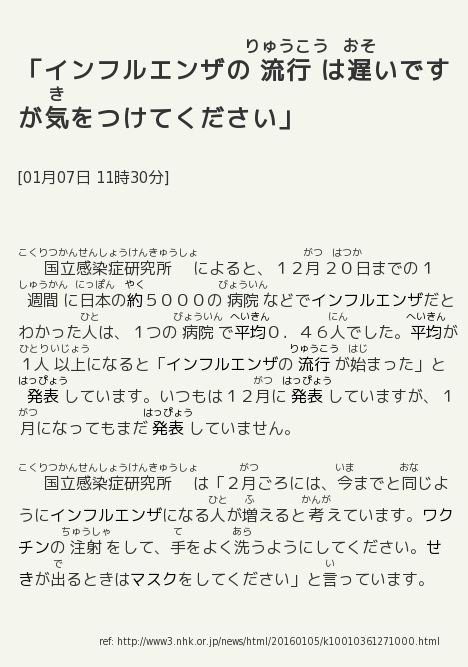 りゅうこう おそ
「インフルエンザの 流行 は遅いです
き
が気をつけてください」
[01月07日 11時30分]
こくりつかんせんしょうけんきゅうしょ がつ はつか
国立感染症研究所 によると、１２月２０日までの１
しゅうかん にっぽん やく びょういん
週間 に日本の約５０００の 病院 などでインフルエンザだと
ひと びょういん へいきん にん へいきん
わかった人は、１つの 病院 で平均０．４６人でした。平均が
ひとりいじょう りゅうこう はじ
１人 以上になると「インフルエンザの 流行 が始まった」と
はっぴょう がつ はっぴょう
発表 しています。いつもは１２月に 発表 していますが、１
がつ はっぴょう
月になってもまだ 発表 していません。
こくりつかんせんしょうけんきゅうしょ がつ いま おな
国立感染症研究所 は「２月ごろには、今までと同じよ
ひと ふ かんが
うにインフルエンザになる人が増えると考えています。ワク
ちゅうしゃ て あら
チンの 注射 をして、手をよく洗うようにしてください。せ
で い
きが出るときはマスクをしてください」と言っています。
ref: http://www3.nhk.or.jp/news/html/20160105/k10010361271000.html